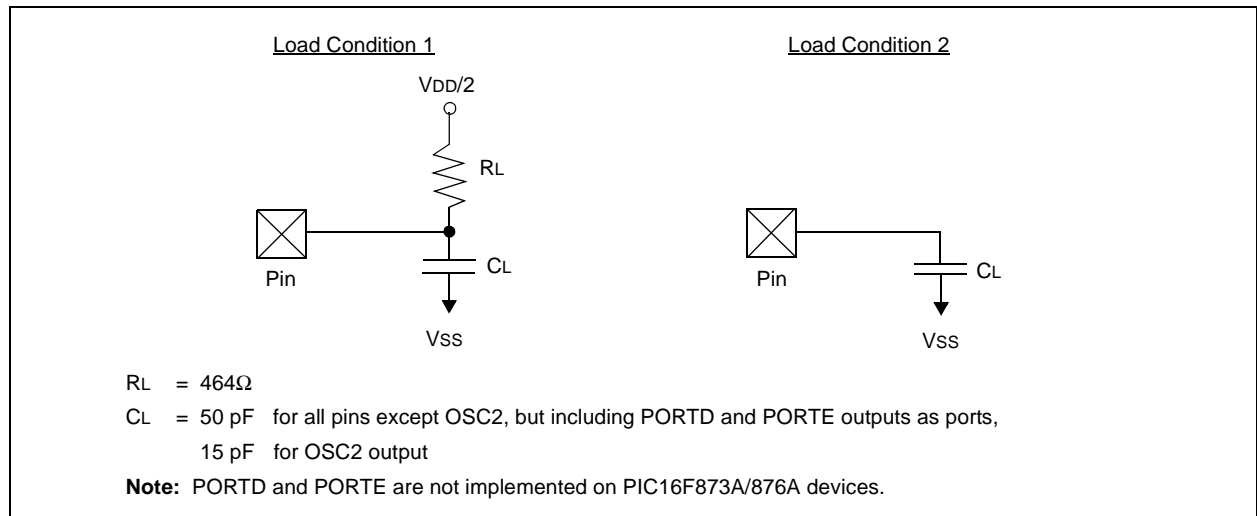 Load Condition 1
Load Condition 2
VDD/2
RL
Pin
CL
VSS
Pin
CL
VSS
RL = 464Ω
CL = 50 pF for all pins except OSC2, but including PORTD and PORTE outputs as ports,
15 pF for OSC2 output
Note: PORTD and PORTE are not implemented on PIC16F873A/876A devices.